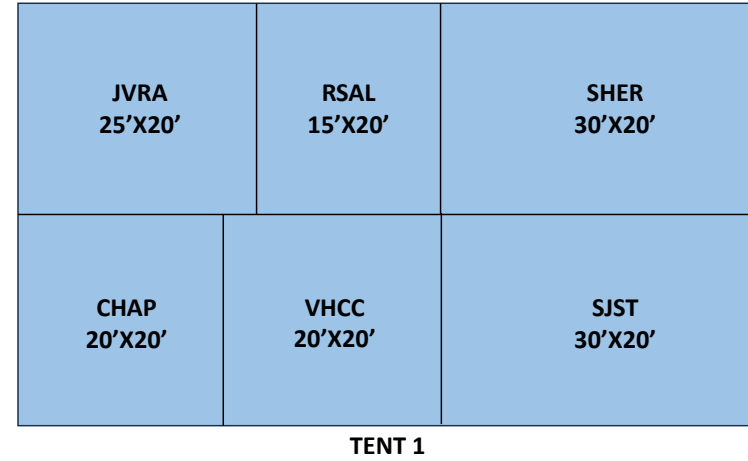 JVRA
25’X20’
RSAL
15’X20’
SHER
30’X20’
CHAP
20’X20’
VHCC
20’X20’
SJST
30’X20’
TENT 1